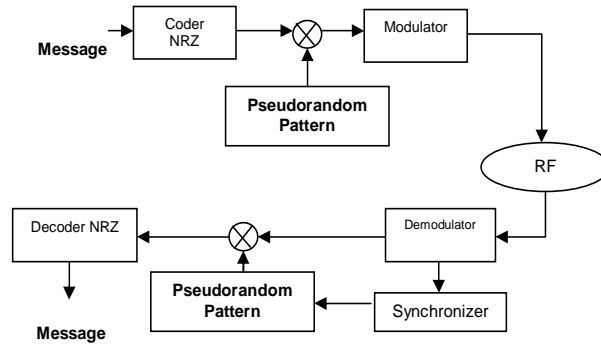 Message
Coder
NRZ
Modulator
Pseudorandom
Pattern
RF
Decoder NRZ
Demodulator
Pseudorandom
Pattern
Synchronizer
Message